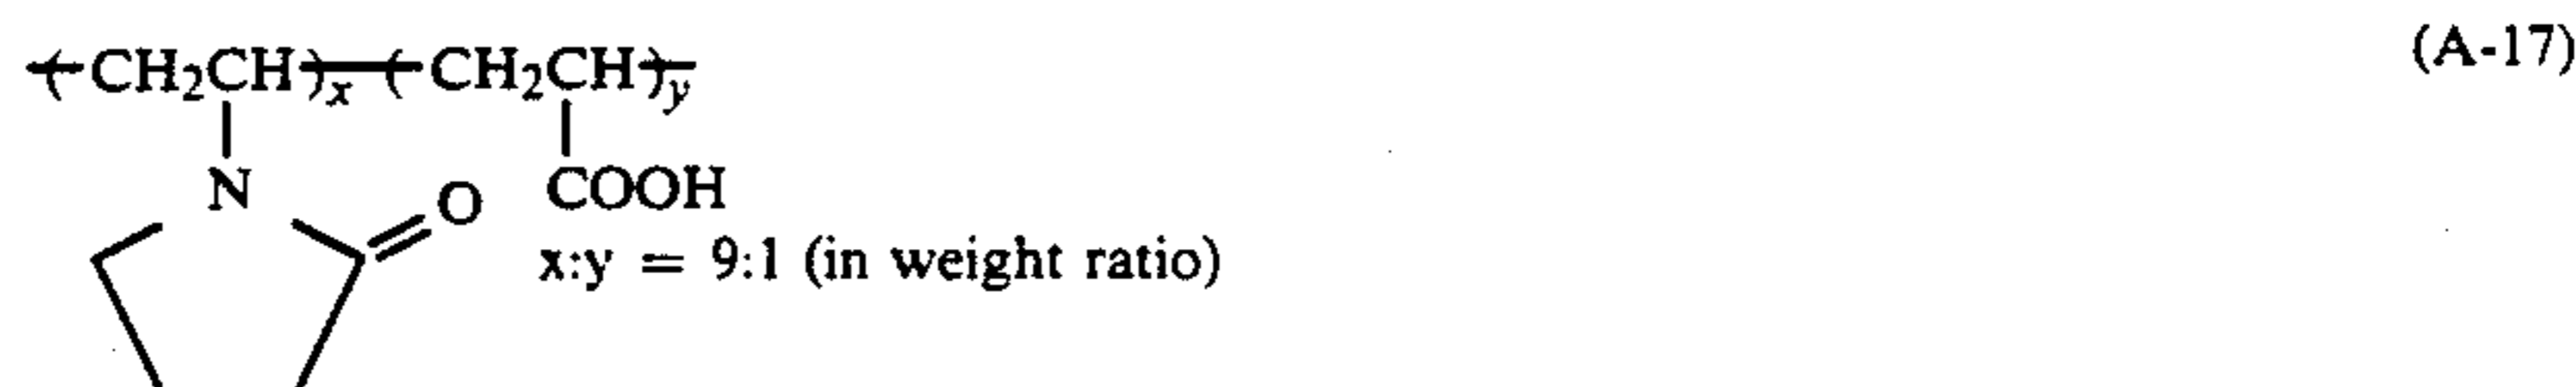 (CH₂CH)x (CH₂CH)y (A-17)
N O COOH
x:y = 9:1 (in weight ratio)